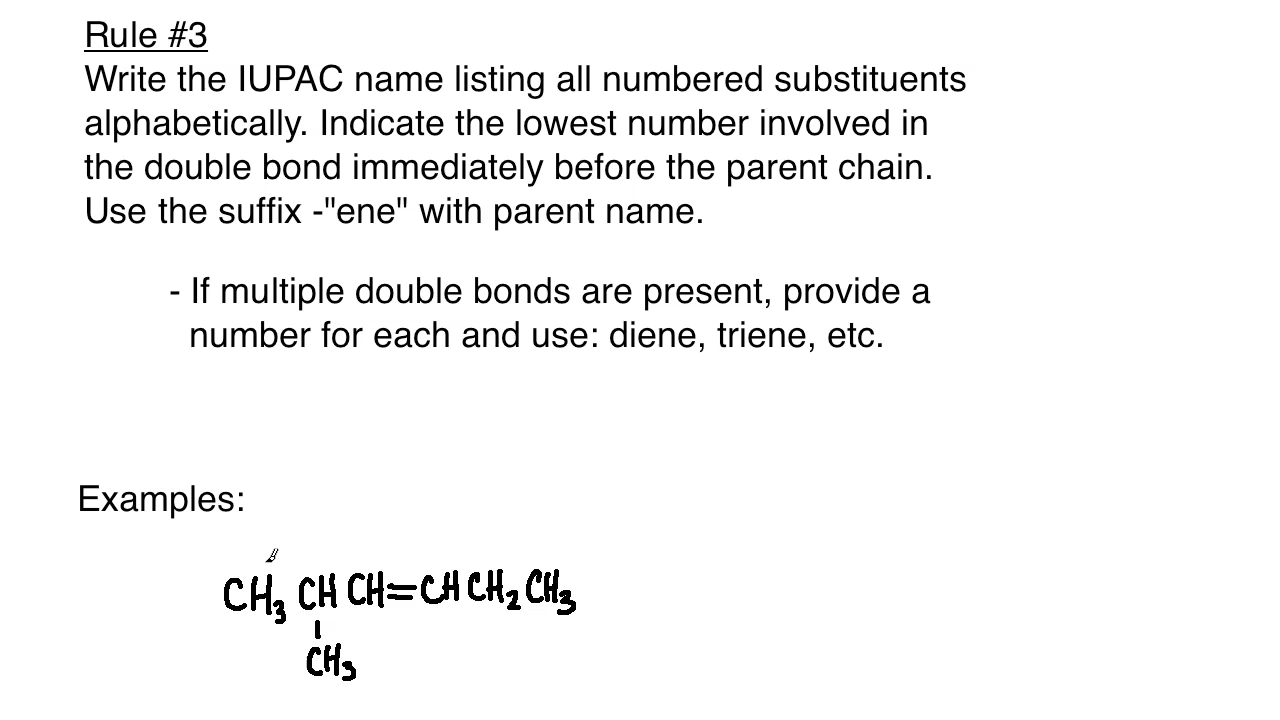 Rule #3
Write the IUPAC name listing all numbered substituents
alphabetically. Indicate the lowest number involved in
the double bond immediately before the parent chain.
Use the suffix -"ene" with parent name.
- If multiple double bonds are present, provide a
number for each and use: diene, triene, etc.
Examples:
CH₃ CH CH=CH CH₂ CH₃
CH₃